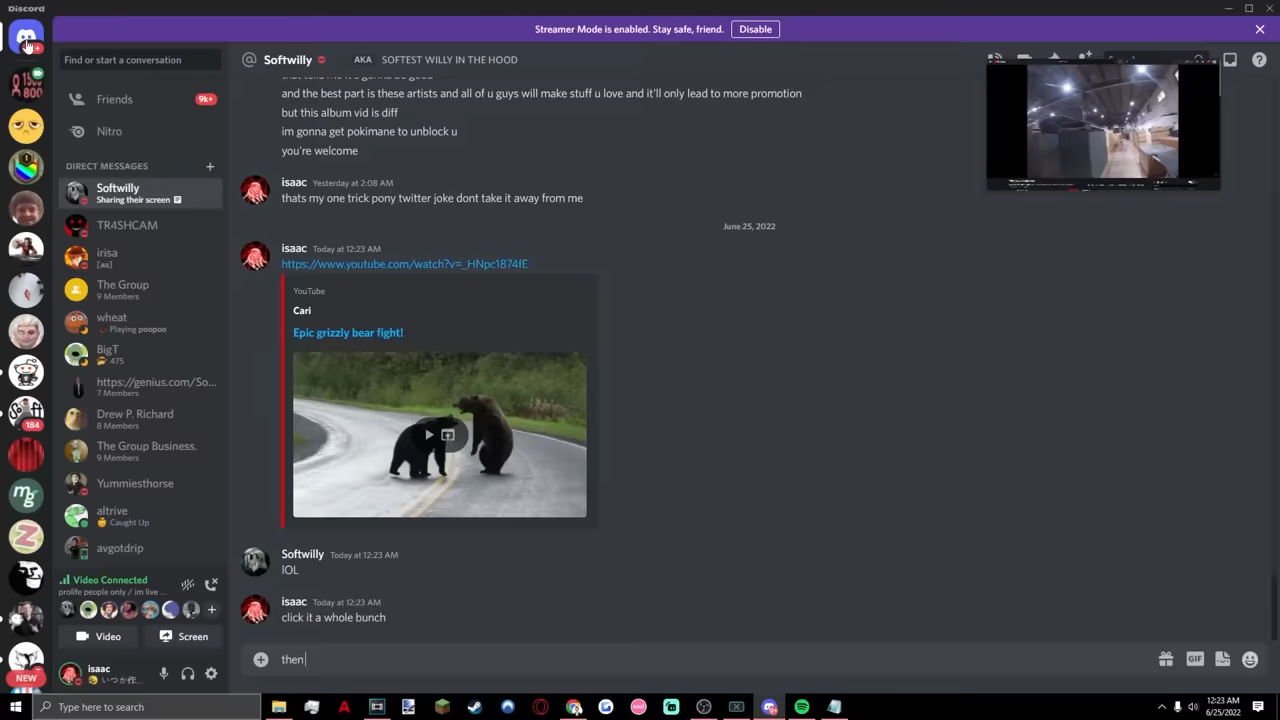 Discord
Streamer Mode is enabled. Stay safe, friend.
Disable
Find or start a conversation
Friends
9k+
Nitro
DIRECT MESSAGES
Softwilly
Sharing their screen
TR4SHCAM
irisa
[as]
The Group
9 Members
wheat
Playing poopoo
BigT
475
https://genius.com/So...
7 Members
Drew P. Richard
8 Members
The Group Business.
9 Members
Yummiesthorse
altrive
Caught Up
avgotdrip
Video Connected
prolife people only / im live ...
Video
Screen
isaac
184
NEW
Softwilly
AKA
SOFTEST WILLY IN THE HOOD
that tells me it's gonna be good
and the best part is these artists and all of u guys will make stuff u love and it'll only lead to more promotion
but this album vid is diff
im gonna get pokimane to unblock u
you're welcome
isaac Yesterday at 2:08 AM
thats my one trick pony twitter joke dont take it away from me
June 25, 2022
isaac Today at 12:23 AM
https://www.youtube.com/watch?v=_HNpc1874fE
YouTube
Cari
Epic grizzly bear fight!
Softwilly Today at 12:23 AM
lOL
isaac Today at 12:23 AM
click it a whole bunch
then
GIF
Type here to search
12:23 AM
6/25/2022